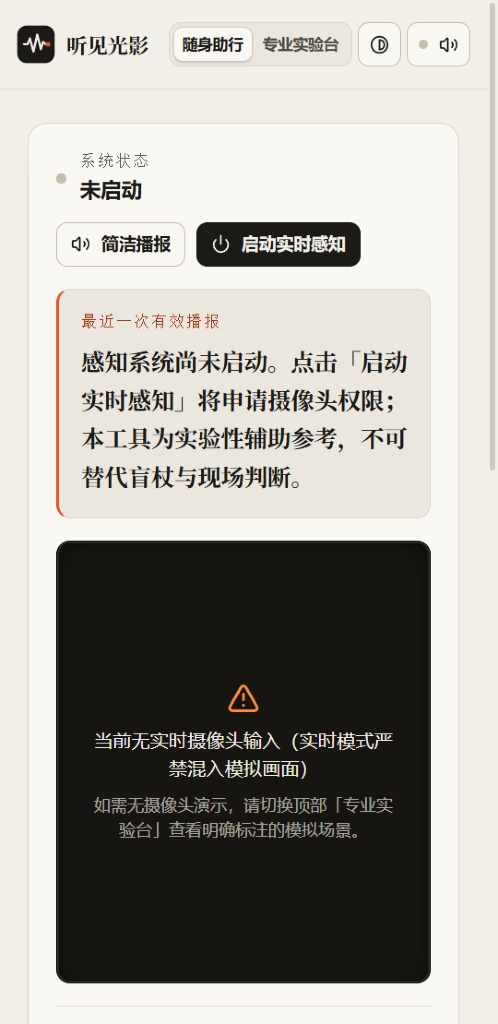 听见光影
随身助行
专业实验台
系统状态
未启动
简洁播报
启动实时感知
最近一次有效播报
感知系统尚未启动。点击「启动
实时感知」将申请摄像头权限；
本工具为实验性辅助参考，不可
替代盲杖与现场判断。
当前无实时摄像头输入（实时模式严
禁混入模拟画面）
如需无摄像头演示，请切换顶部「专业实
验台」查看明确标注的模拟场景。